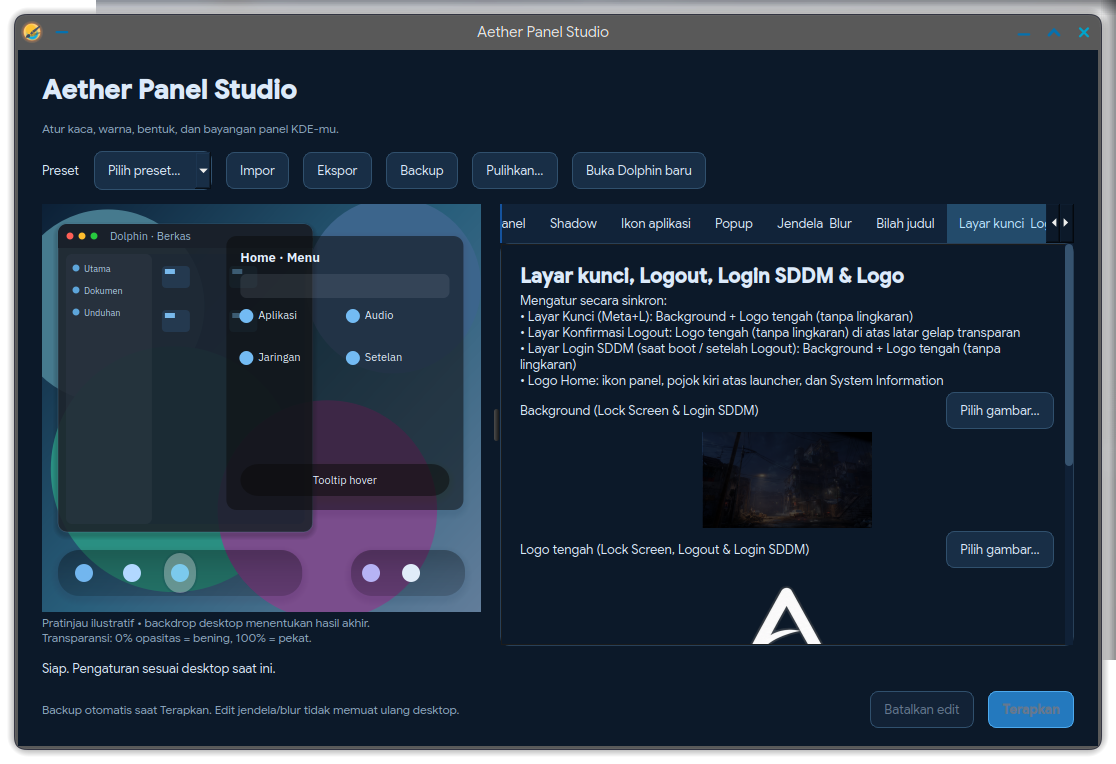 Aether Panel Studio
Aether Panel Studio
Atur kaca, warna, bentuk, dan bayangan panel KDE-mu.
Preset Pilih preset... Impor Ekspor Backup Pulihkan... Buka Dolphin baru
Dolphin · Berkas
Utama
Dokumen
Unduhan
Home · Menu
Aplikasi Audio
Jaringan Setelan
Tooltip hover
Pratinjau ilustratif • backdrop desktop menentukan hasil akhir.
Transparansi: 0% opasitas = bening, 100% = pekat.
anel Shadow Ikon aplikasi Popup Jendela Blur Bilah judul Layar kunci Lo
Layar kunci, Logout, Login SDDM & Logo
Mengatur secara sinkron:
• Layar Kunci (Meta+L): Background + Logo tengah (tanpa lingkaran)
• Layar Konfirmasi Logout: Logo tengah (tanpa lingkaran) di atas latar gelap transparan
• Layar Login SDDM (saat boot / setelah Logout): Background + Logo tengah (tanpa
lingkaran)
• Logo Home: ikon panel, pojok kiri atas launcher, dan System Information
Background (Lock Screen & Login SDDM) Pilih gambar...
Logo tengah (Lock Screen, Logout & Login SDDM) Pilih gambar...
Siap. Pengaturan sesuai desktop saat ini.
Backup otomatis saat Terapkan. Edit jendela/blur tidak memuat ulang desktop.
Batalkan edit Terapkan